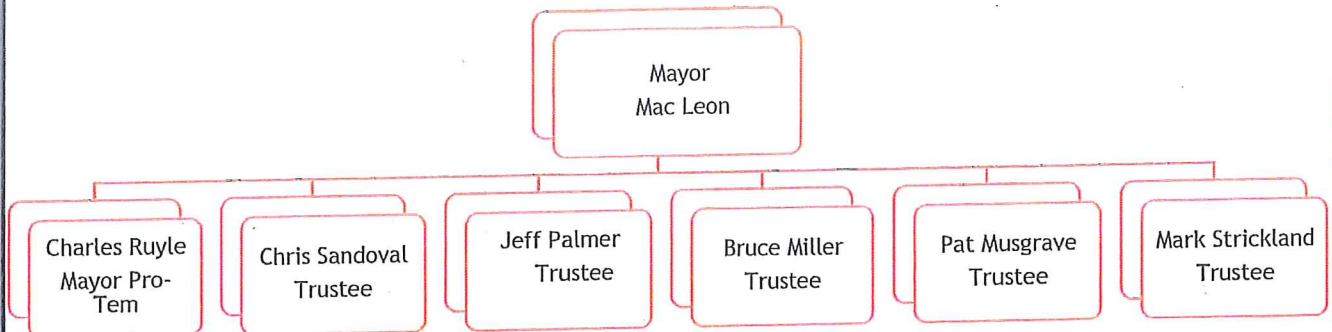 Mayor
Mac Leon
Charles Ruyle
Mayor Pro-
Tem
Chris Sandoval
Trustee
Jeff Palmer
Trustee
Bruce Miller
Trustee
Pat Musgrave
Trustee
Mark Strickland
Trustee